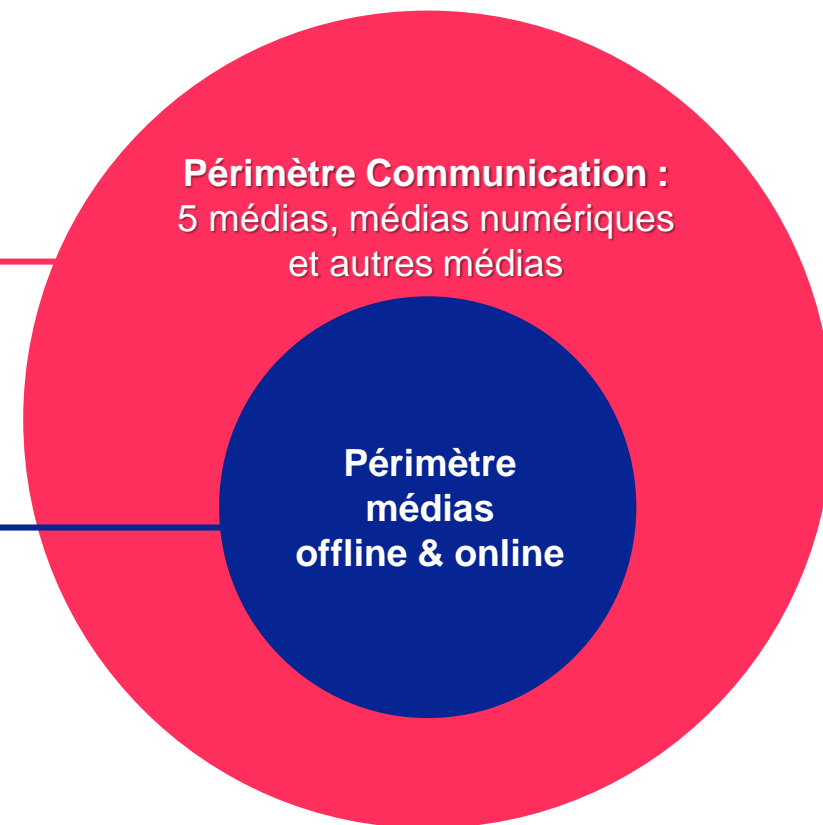 Périmètre Communication :
5 médias, médias numériques
et autres médias
Périmètre
médias
offline & online